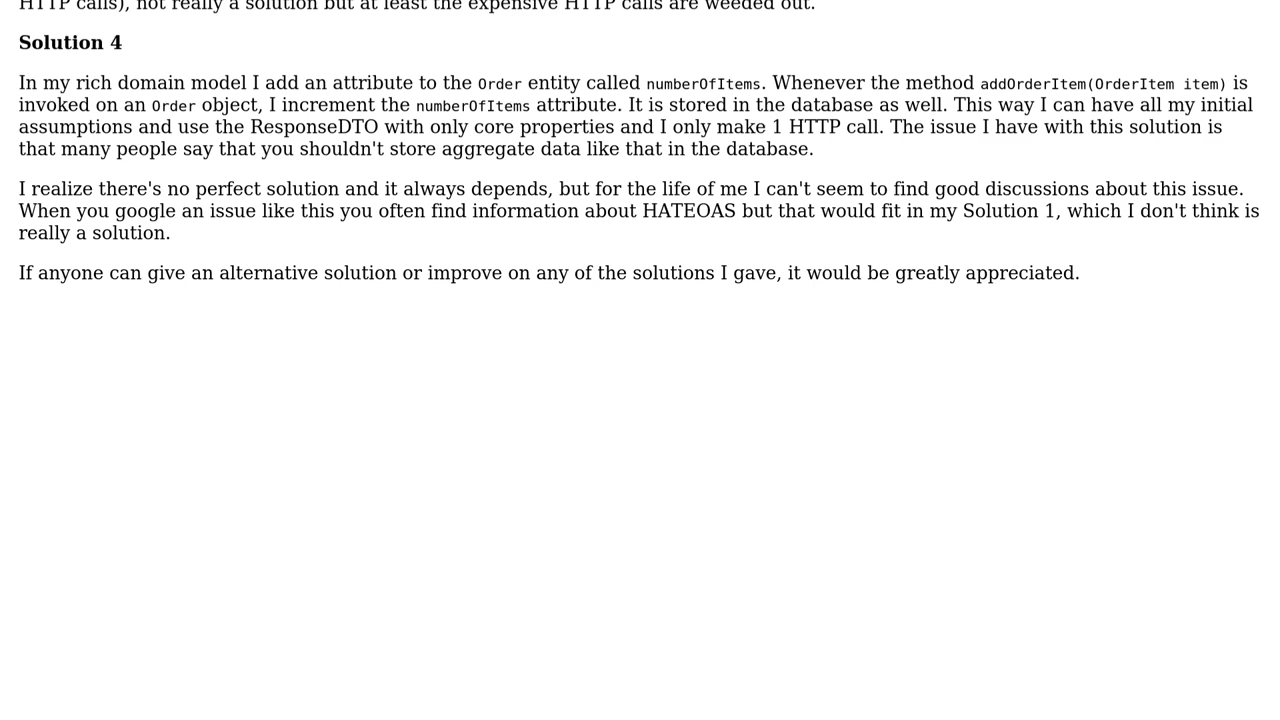 HTTP calls), not really a solution but at least the expensive HTTP calls are weeded out.
Solution 4
In my rich domain model I add an attribute to the Order entity called numberOfItems. Whenever the method addOrderItem(OrderItem item) is
invoked on an Order object, I increment the numberOfItems attribute. It is stored in the database as well. This way I can have all my initial
assumptions and use the ResponseDTO with only core properties and I only make 1 HTTP call. The issue I have with this solution is
that many people say that you shouldn't store aggregate data like that in the database.
I realize there's no perfect solution and it always depends, but for the life of me I can't seem to find good discussions about this issue.
When you google an issue like this you often find information about HATEOAS but that would fit in my Solution 1, which I don't think is
really a solution.
If anyone can give an alternative solution or improve on any of the solutions I gave, it would be greatly appreciated.